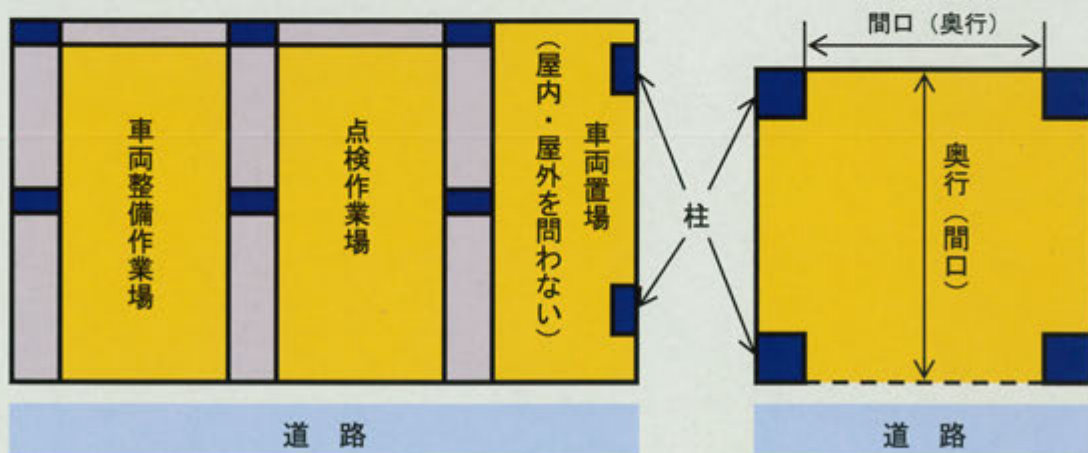 車両整備作業場
点検作業場
車両置場
（屋内・屋外を問わない）
道 路
柱
間口（奥行）
奥行（間口）
道 路